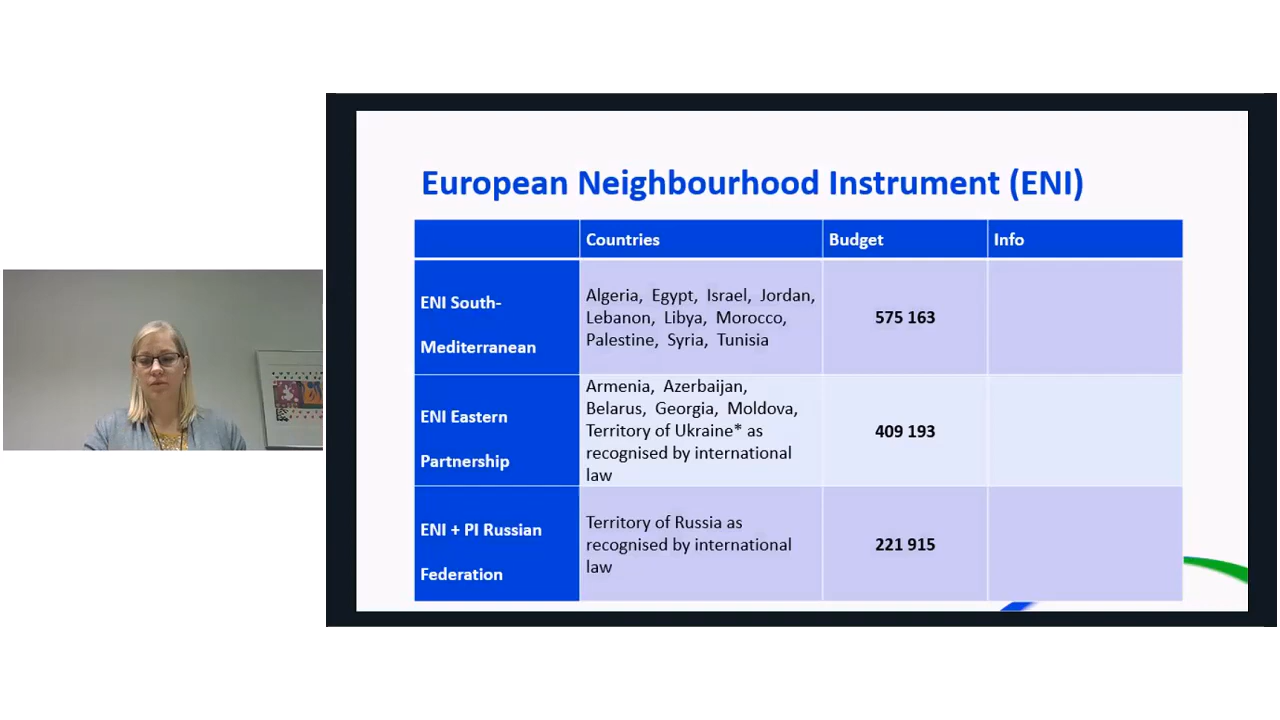 European Neighbourhood Instrument (ENI)
Countries Budget Info
ENI South-
Mediterranean
Algeria, Egypt, Israel, Jordan,
Lebanon, Libya, Morocco,
Palestine, Syria, Tunisia
575 163
ENI Eastern
Partnership
Armenia, Azerbaijan,
Belarus, Georgia, Moldova,
Territory of Ukraine* as
recognised by international
law
409 193
ENI + PI Russian
Federation
Territory of Russia as
recognised by international
law
221 915